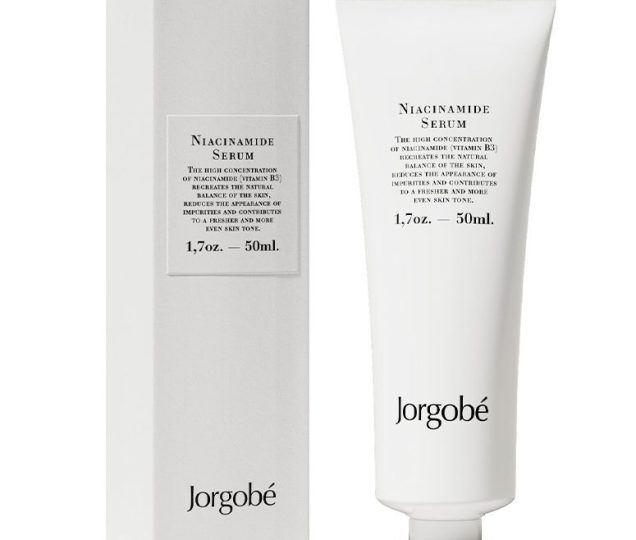 NIACINAMIDE
SERUM
THE HIGH CONCENTRATION
OF NIACINAMIDE (VITAMIN B3)
RECREATES THE NATURAL
BALANCE OF THE SKIN,
REDUCES THE APPEARANCE OF
IMPURITIES AND CONTRIBUTES
TO A FRESHER AND MORE
EVEN SKIN TONE.
1,7oz. — 50ml.
Jorgobé
NIACINAMIDE
SERUM
THE HIGH CONCENTRATION
OF NIACINAMIDE (VITAMIN B3)
RECREATES THE NATURAL
BALANCE OF THE SKIN,
REDUCES THE APPEARANCE OF
IMPURITIES AND CONTRIBUTES
TO A FRESHER AND MORE
EVEN SKIN TONE.
1,7oz. — 50ml.
Jorgobé